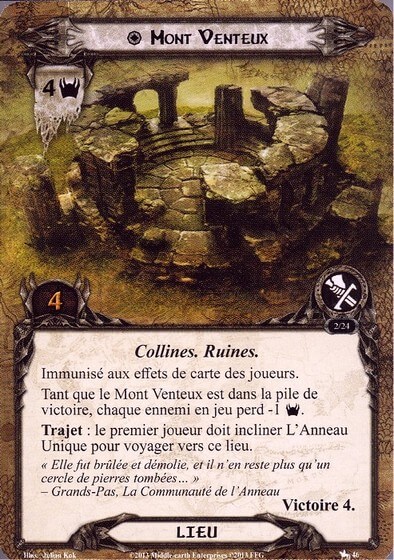 Mont Venteux
4
4
2/24
Collines. Ruines.
Immunisé aux effets de carte des joueurs.
Tant que le Mont Venteux est dans la pile de
victoire, chaque ennemi en jeu perd -1
Trajet : le premier joueur doit incliner L'Anneau
Unique pour voyager vers ce lieu.
« Elle fut brûlée et démolie, et il n'en reste plus qu'un
cercle de pierres tombées… »
– Grands-Pas, La Communauté de l'Anneau
Victoire 4.
LIEU
Illus. Julian Kok ©2013 Middle-earth Enterprises ©2013 FFG 46